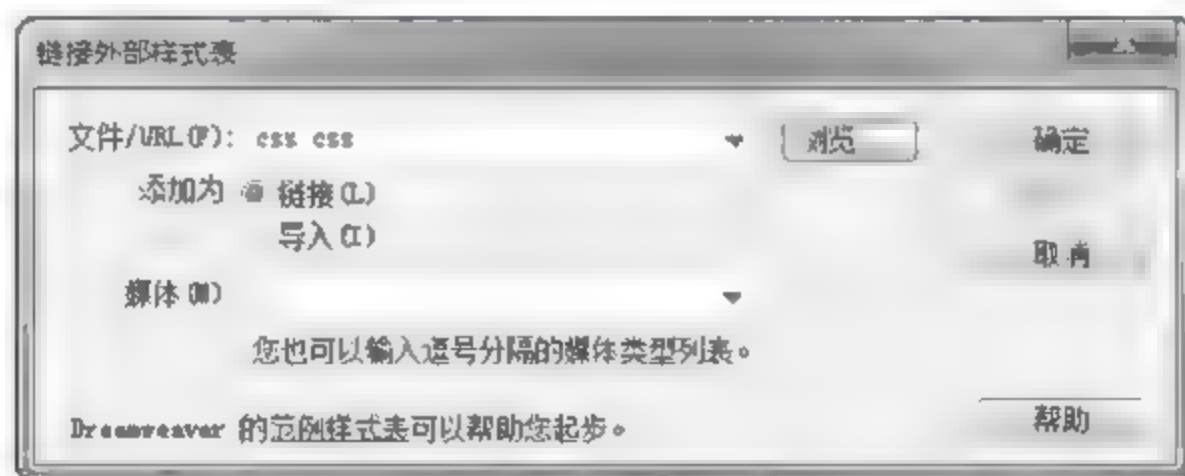 链接外部样式表
文件/URL(F): css css 浏览 确定
添加为 链接(L)
导入(I)
取消
媒体(M)
您也可以输入逗号分隔的媒体类型列表。
Dreamweaver 的范例样式表可以帮助您起步。 帮助